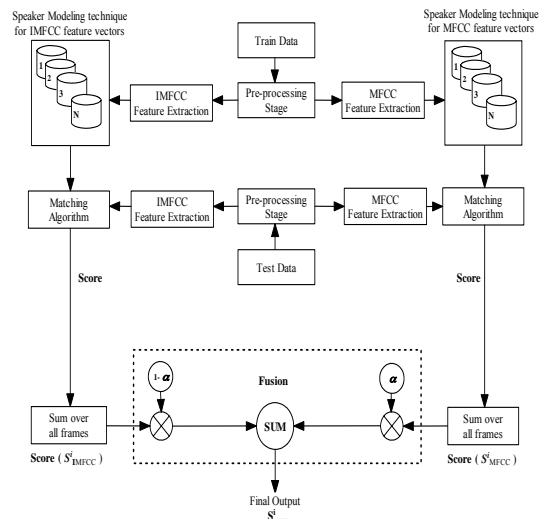 Speaker Modeling technique
for IMFCC feature vectors
Speaker Modeling technique
for MFCC feature vectors
Train Data
1
2
3
N
1
2
3
N
IMFCC
Feature Extraction
Pre-processing
Stage
MFCC
Feature Extraction
Matching
Algorithm
IMFCC
Feature Extraction
Pre-processing
Stage
MFCC
Feature Extraction
Matching
Algorithm
Test Data
Score
Score
Fusion
1- α
α
Sum over
all frames
SUM
Sum over
all frames
Score ( S^i_IMFCC )
Score ( S^i_MFCC )
Final Output
S^i